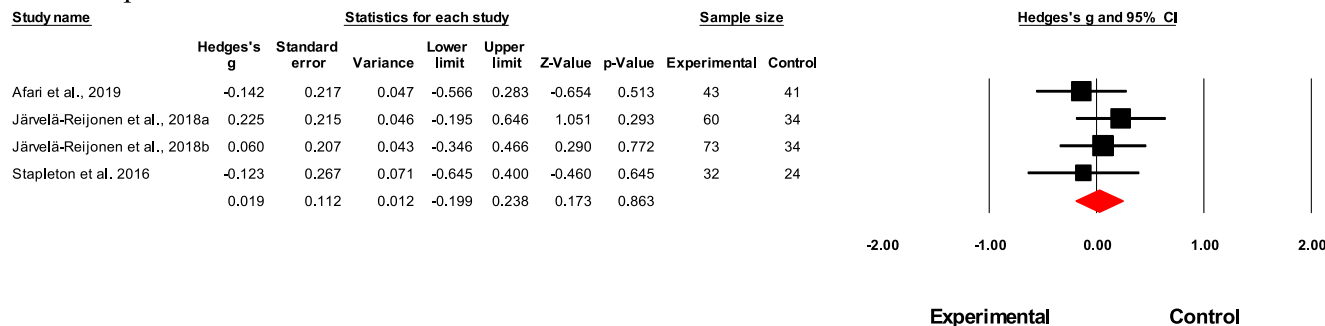 Study name Statistics for each study Sample size Hedges's g and 95% CI
Hedges's g Standard error Variance Lower limit Upper limit Z-Value p-Value Experimental Control
Afari et al., 2019 -0.142 0.217 0.047 -0.566 0.283 -0.654 0.513 43 41
Järvelä-Reijonen et al., 2018a 0.225 0.215 0.046 -0.195 0.646 1.051 0.293 60 34
Järvelä-Reijonen et al., 2018b 0.060 0.207 0.043 -0.346 0.466 0.290 0.772 73 34
Stapleton et al. 2016 -0.123 0.267 0.071 -0.645 0.400 -0.460 0.645 32 24
0.019 0.112 0.012 -0.199 0.238 0.173 0.863
-2.00 -1.00 0.00 1.00 2.00
Experimental Control